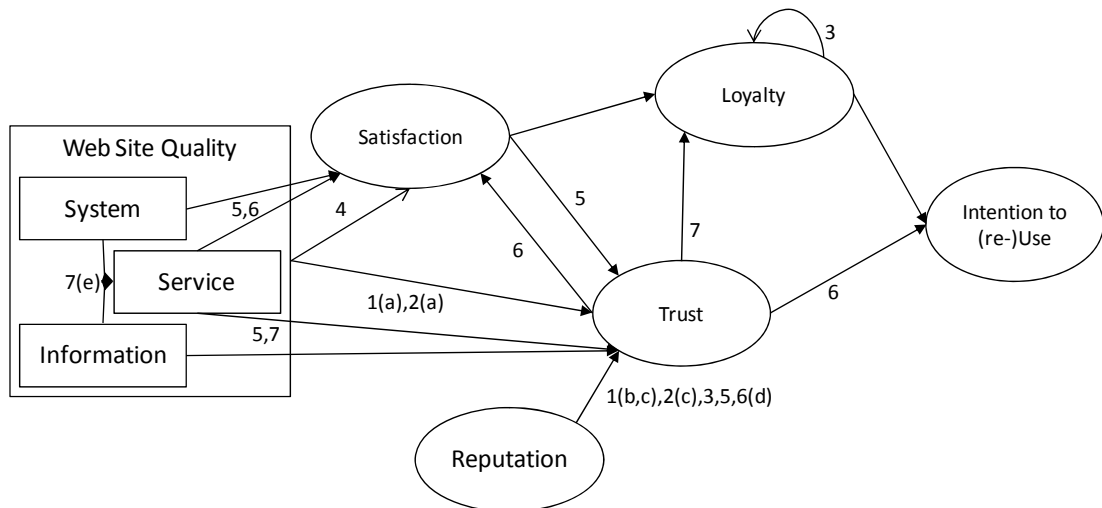 3
Loyalty
Satisfaction
Web Site Quality
System
5,6
4
5
7
Intention to
(re-)Use
6
7(e)
Service
1(a),2(a)
Trust
6
5,7
Information
1(b,c),2(c),3,5,6(d)
Reputation